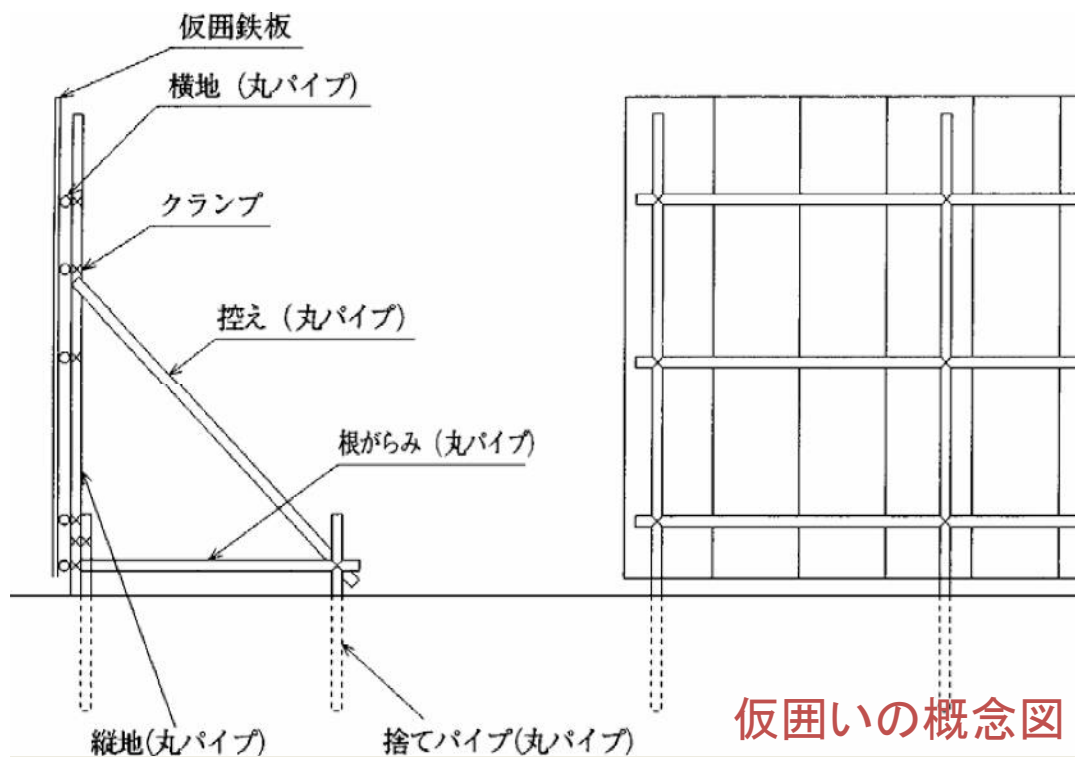 仮囲鉄板
横地(丸パイプ)
クランプ
控え(丸パイプ)
根がらみ(丸パイプ)
縦地(丸パイプ)
捨てパイプ(丸パイプ)
仮囲いの概念図